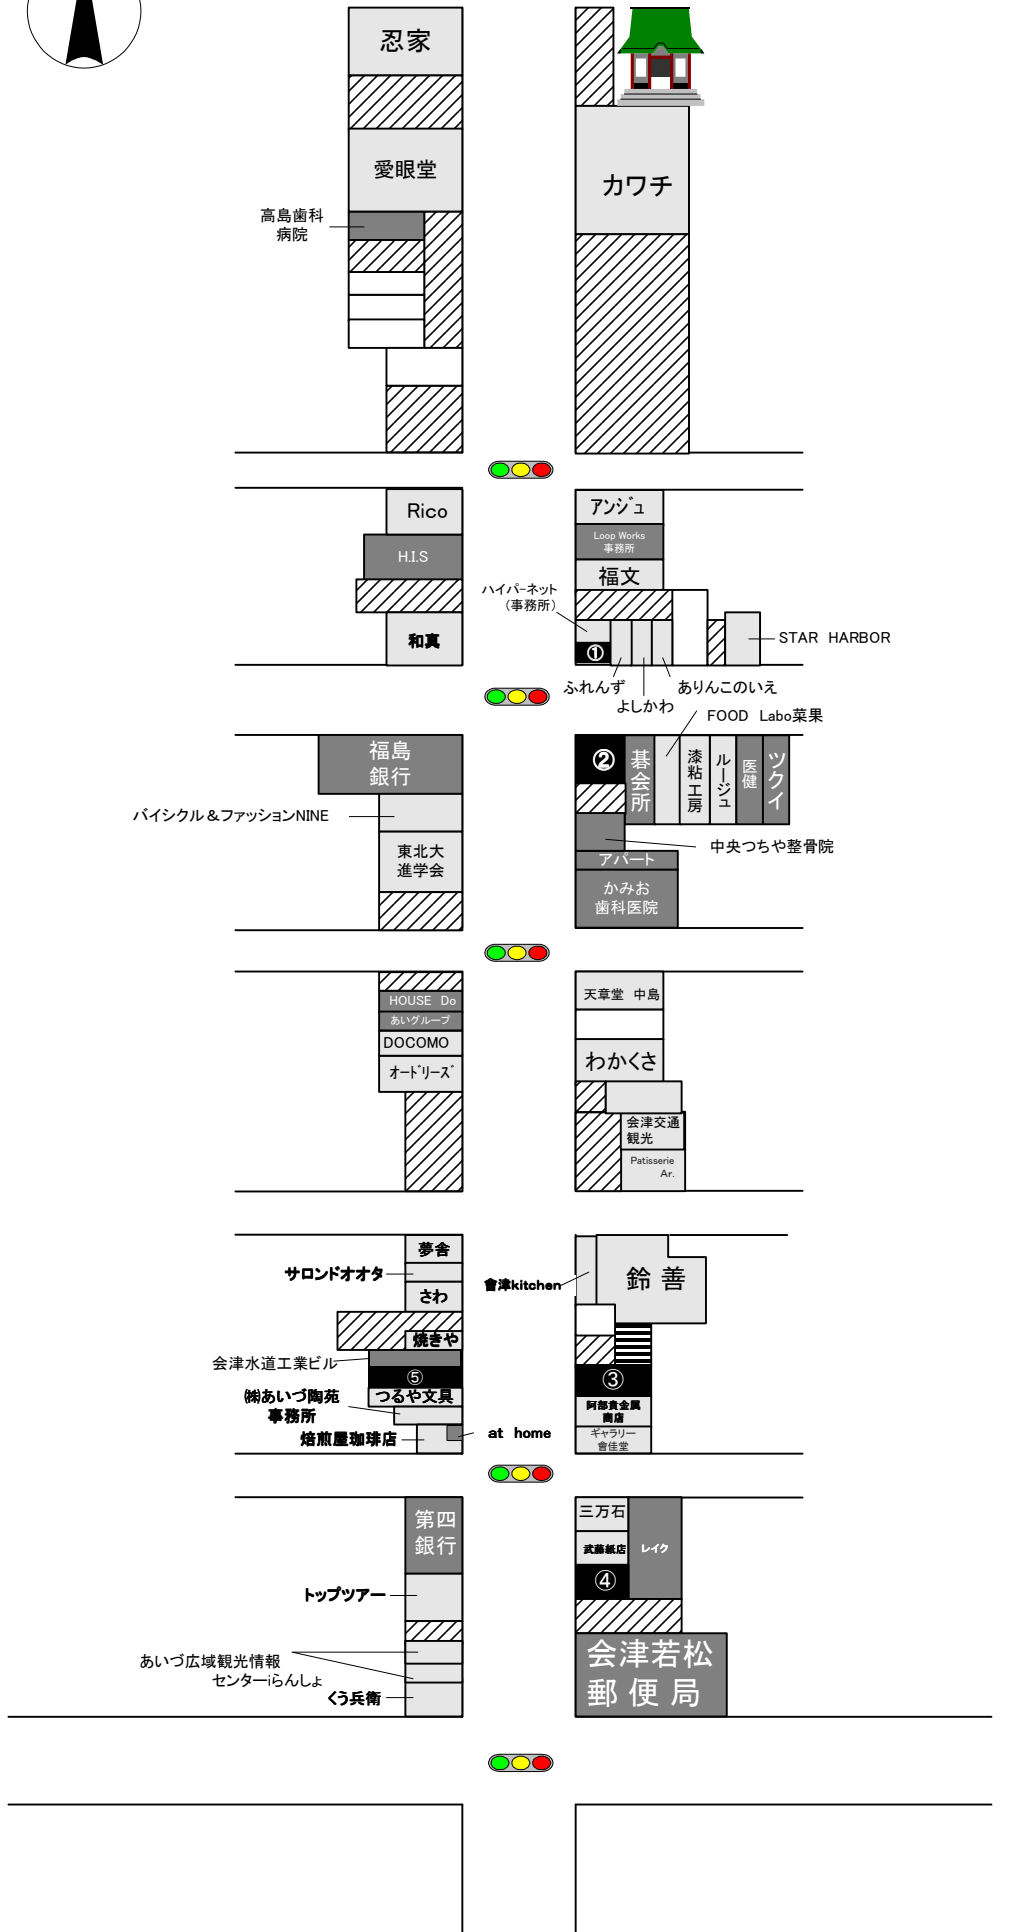 忍家
愛眼堂
カワチ
高島歯科
病院
Rico
アンジュ
H.I.S
Loop Works
事務所
福文
ハイパーネット
（事務所）
和真
①
STAR HARBOR
ふれんず
よしかわ
ありんこのいえ
FOOD Labo菜果
福島
銀行
②
碁会所
漆粘工房
ルージュ
医健
ツクイ
バイシクル＆ファッションNINE
東北大
進学会
中央つちや整骨院
アパート
かみお
歯科医院
HOUSE Do
あいグループ
DOCOMO
オードリーズ
天章堂 中島
わかくさ
会津交通
観光
Patisserie
Ar.
夢舎
サロンドオオタ
さわ
焼きや
會津kitchen
鈴善
会津水道工業ビル
⑤
㈱あいづ陶苑
事務所
つるや文具
焙煎屋珈琲店
at home
③
阿部貴金属
商店
ギャラリー
會佳堂
第四
銀行
三万石
武藤紙店
レイク
④
トップツアー
あいづ広域観光情報
センターiらんしょ
くう兵衛
会津若松
郵便局